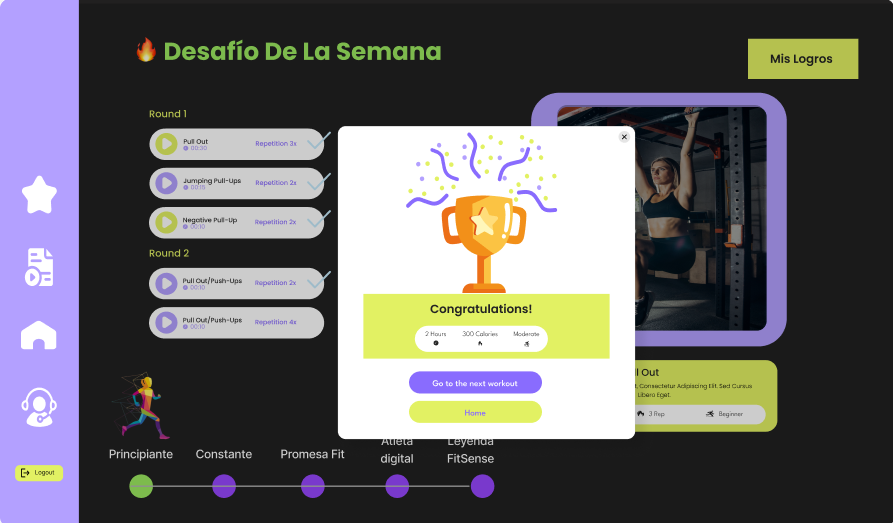 Desafío De La Semana
Mis Logros
Round 1
Pull Out
00:30
Repetition 3x
Jumping Pull-Ups
00:15
Repetition 2x
Negative Pull-Up
00:10
Repetition 2x
Round 2
Pull Out/Push-Ups
00:10
Repetition 2x
Pull Out/Push-Ups
00:10
Repetition 4x
Congratulations!
2 Hours
300 Calories
Moderate
Go to the next workout
Home
ll Out
t, Consectetur Adipiscing Elit. Sed Cursus
Libero Eget.
3 Rep
Beginner
Principiante
Constante
Promesa Fit
Atleta
digital
Leyenda
FitSense
Logout